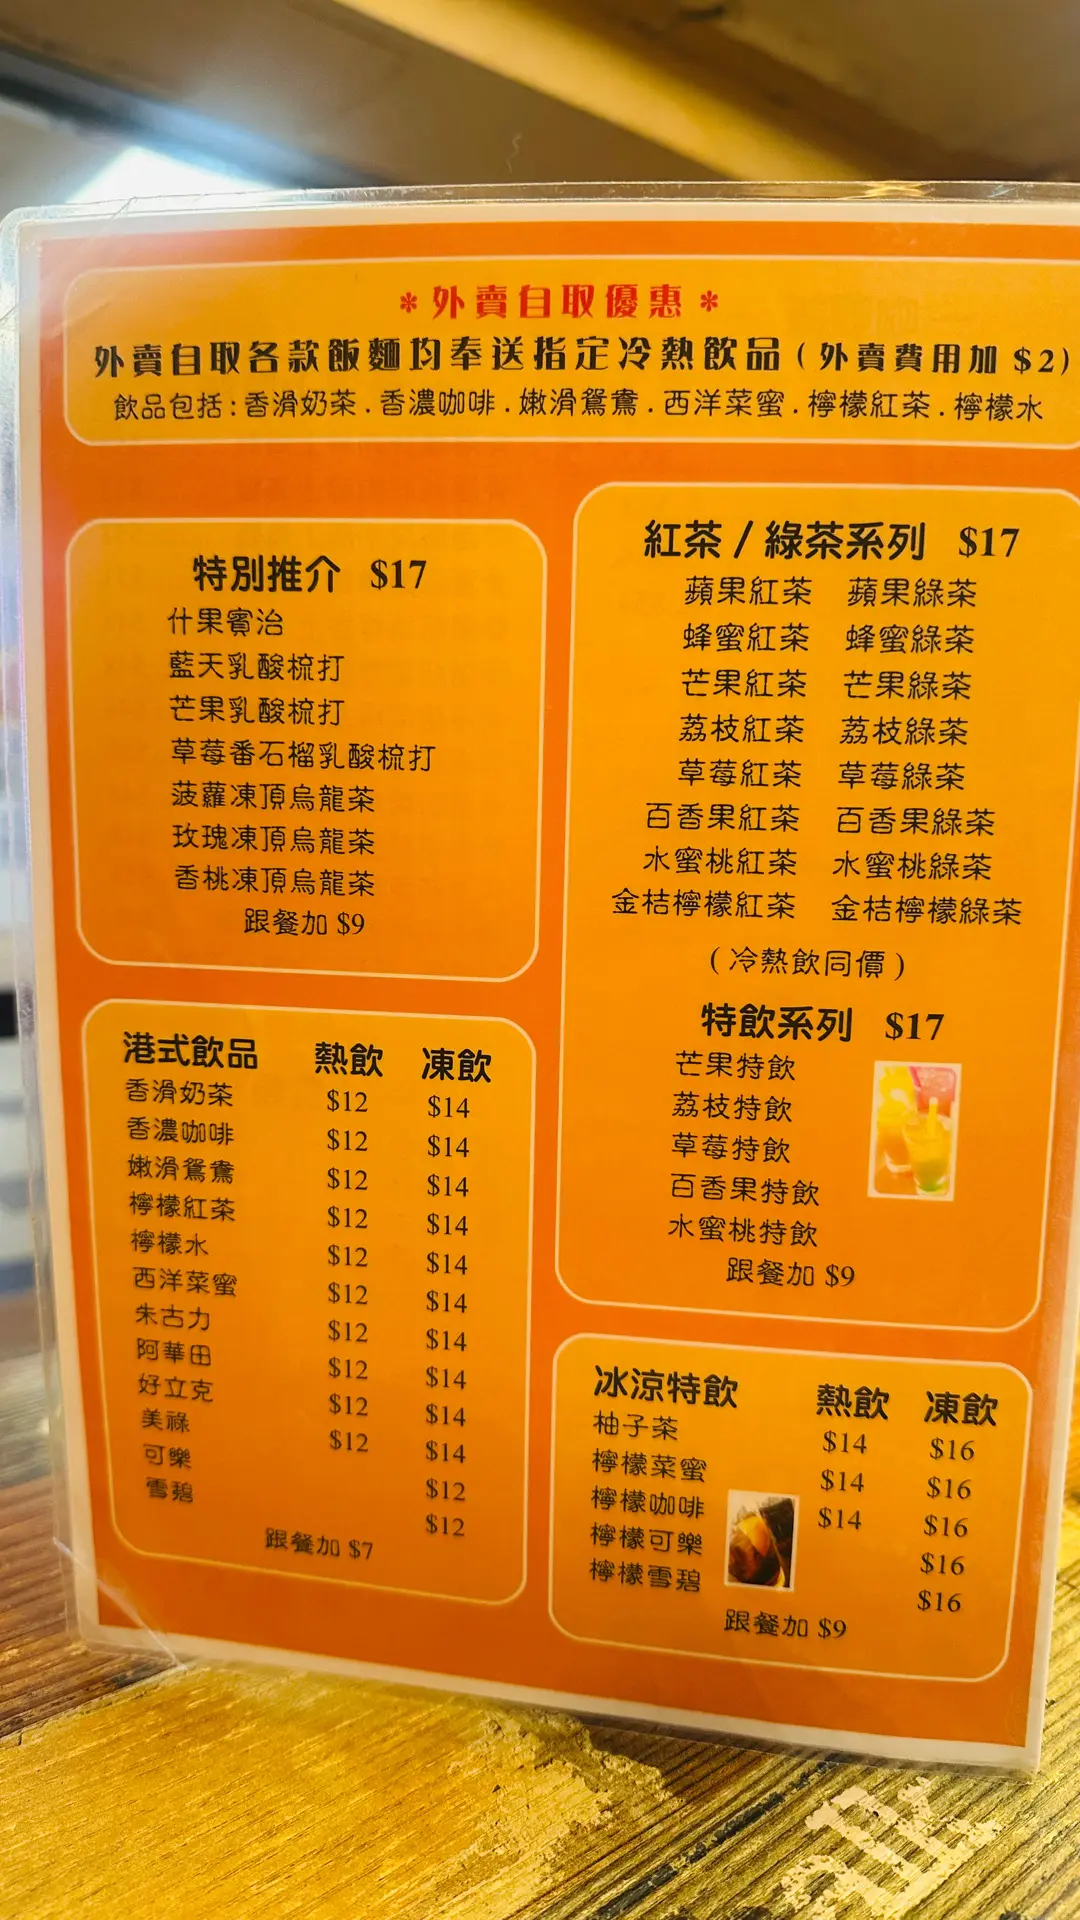 *外賣自取優惠*
外賣自取各款飯麵均奉送指定冷熱飲品(外賣費用加 $2)
飲品包括:香滑奶茶.香濃咖啡.嫩滑鴛鴦.西洋菜蜜.檸檬紅茶.檸檬水
特別推介 $17
什果賓治
藍天乳酸梳打
芒果乳酸梳打
草莓番石榴乳酸梳打
菠蘿凍頂烏龍茶
玫瑰凍頂烏龍茶
香桃凍頂烏龍茶
跟餐加 $9
港式飲品 熱飲 凍飲
香滑奶茶 $12 $14
香濃咖啡 $12 $14
嫩滑鴛鴦 $12 $14
檸檬紅茶 $12 $14
檸檬水 $12 $14
西洋菜蜜 $12 $14
朱古力 $12 $14
阿華田 $12 $14
好立克 $12 $14
美祿 $12 $14
可樂 $12
雪碧 $12
跟餐加 $7
紅茶 / 綠茶系列 $17
蘋果紅茶 蘋果綠茶
蜂蜜紅茶 蜂蜜綠茶
芒果紅茶 芒果綠茶
荔枝紅茶 荔枝綠茶
草莓紅茶 草莓綠茶
百香果紅茶 百香果綠茶
水蜜桃紅茶 水蜜桃綠茶
金桔檸檬紅茶 金桔檸檬綠茶
(冷熱飲同價)
特飲系列 $17
芒果特飲
荔枝特飲
草莓特飲
百香果特飲
水蜜桃特飲
跟餐加 $9
冰涼特飲 熱飲 凍飲
柚子茶 $14 $16
檸檬菜蜜 $14 $16
檸檬咖啡 $14 $16
檸檬可樂 $16
檸檬雪碧 $16
跟餐加 $9